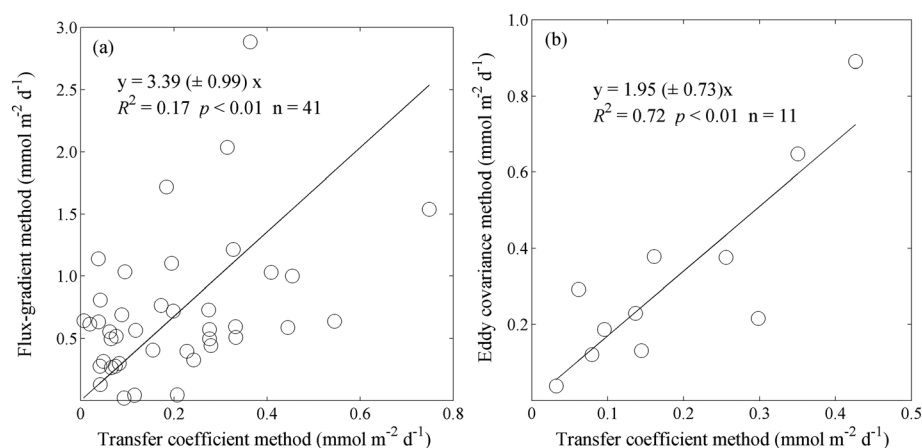 (a)
y = 3.39 (± 0.99) x
R² = 0.17 p < 0.01 n = 41
Flux-gradient method (mmol m⁻² d⁻¹)
3.0
2.5
2.0
1.5
1.0
0.5
0 0.2 0.4 0.6 0.8
Transfer coefficient method (mmol m⁻² d⁻¹)
(b)
y = 1.95 (± 0.73)x
R² = 0.72 p < 0.01 n = 11
Eddy covariance method (mmol m⁻² d⁻¹)
1.0
0.8
0.6
0.4
0.2
0 0.1 0.2 0.3 0.4 0.5
Transfer coefficient method (mmol m⁻² d⁻¹)